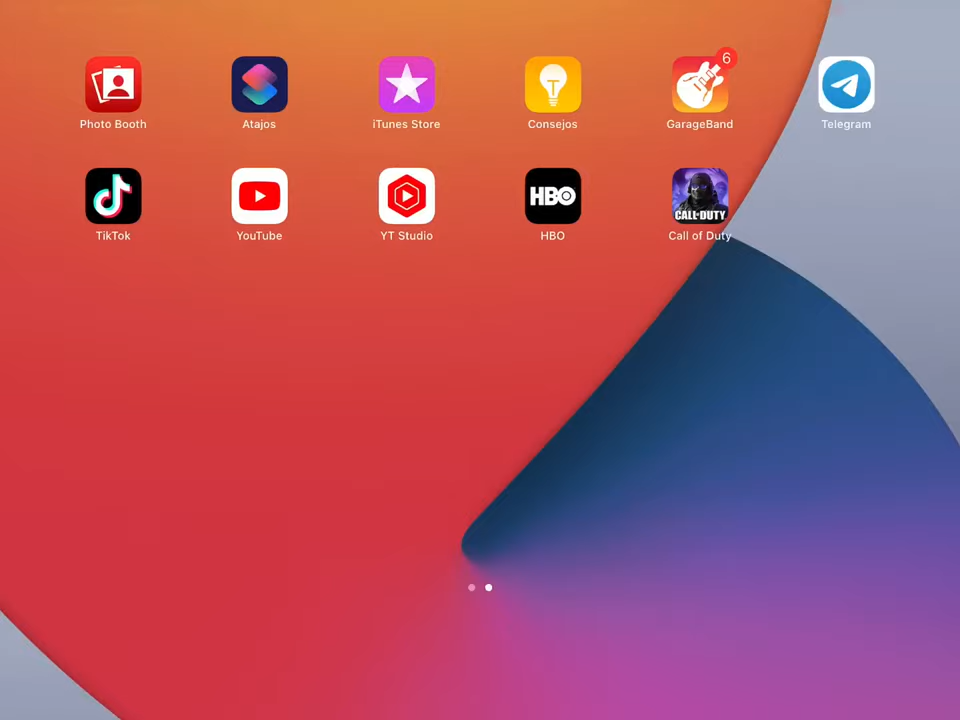 6
Photo Booth
Atajos
iTunes Store
Consejos
GarageBand
Telegram
HBO
CALL OF DUTY
TikTok
YouTube
YT Studio
HBO
Call of Duty